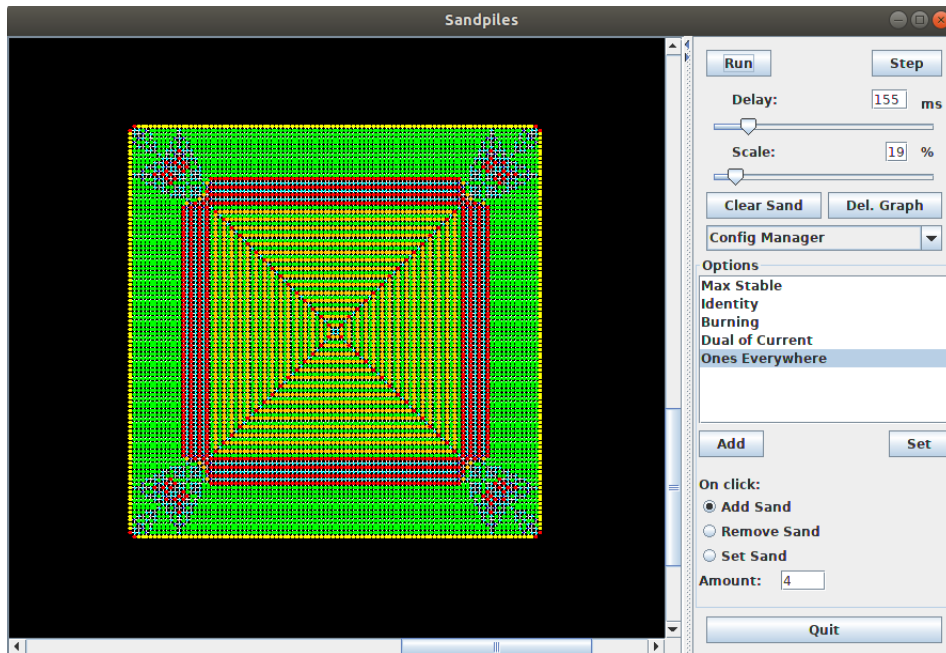 Sandpiles
Run Step
Delay: 155 ms
Scale: 19 %
Clear Sand Del. Graph
Config Manager
Options
Max Stable
Identity
Burning
Dual of Current
Ones Everywhere
Add Set
On click:
Add Sand
Remove Sand
Set Sand
Amount: 4
Quit